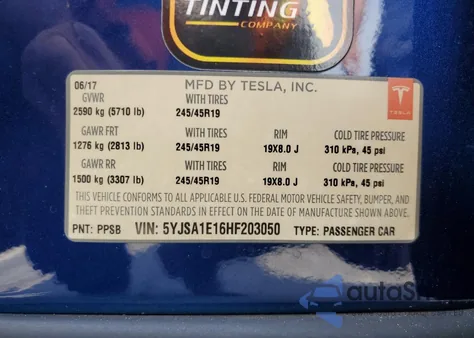 TINTING
COMPANY
06/17 MFD BY TESLA, INC.
GVWR WITH TIRES
2590 kg (5710 lb) 245/45R19 TESLA
GAWR FRT WITH TIRES RIM COLD TIRE PRESSURE
1276 kg (2813 lb) 245/45R19 19X8.0 J 310 kPa, 45 psi
GAWR RR WITH TIRES RIM COLD TIRE PRESSURE
1500 kg (3307 lb) 245/45R19 19X8.0 J 310 kPa, 45 psi
THIS VEHICLE CONFORMS TO ALL APPLICABLE U.S. FEDERAL MOTOR VEHICLE SAFETY, BUMPER, AND
THEFT PREVENTION STANDARDS IN EFFECT ON THE DATE OF MANUFACTURE SHOWN ABOVE.
PNT: PPSB VIN: 5YJSA1E16HF203050 TYPE: PASSENGER CAR